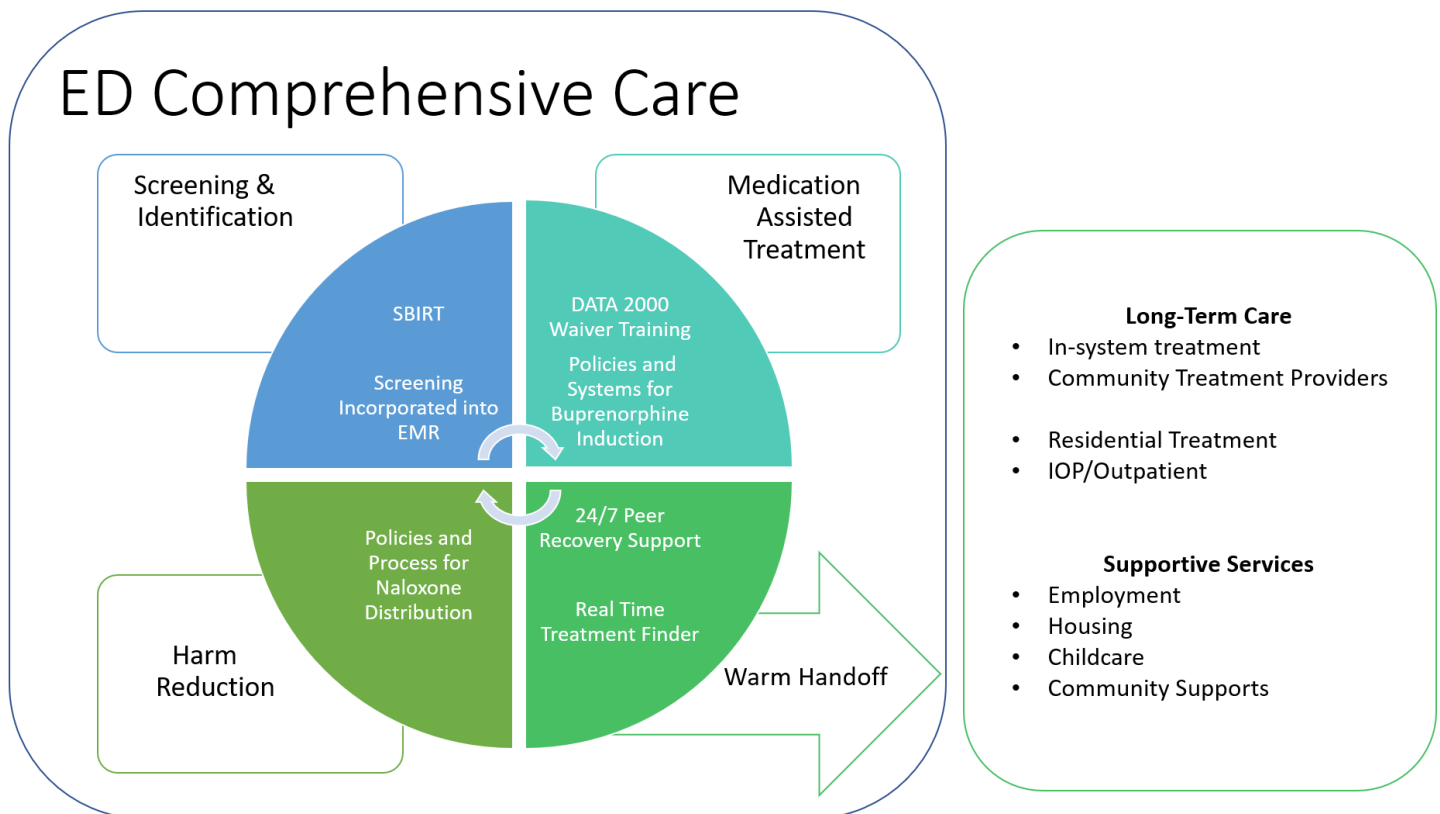 ED Comprehensive Care
Screening &
Identification
SBIRT
Screening
Incorporated into
EMR
Medication
Assisted
Treatment
DATA 2000
Waiver Training
Policies and
Systems for
Buprenorphine
Induction
Harm
Reduction
Policies and
Process for
Naloxone
Distribution
24/7 Peer
Recovery Support
Real Time
Treatment Finder
Warm Handoff
Long-Term Care
• In-system treatment
• Community Treatment Providers
• Residential Treatment
• IOP/Outpatient
Supportive Services
• Employment
• Housing
• Childcare
• Community Supports